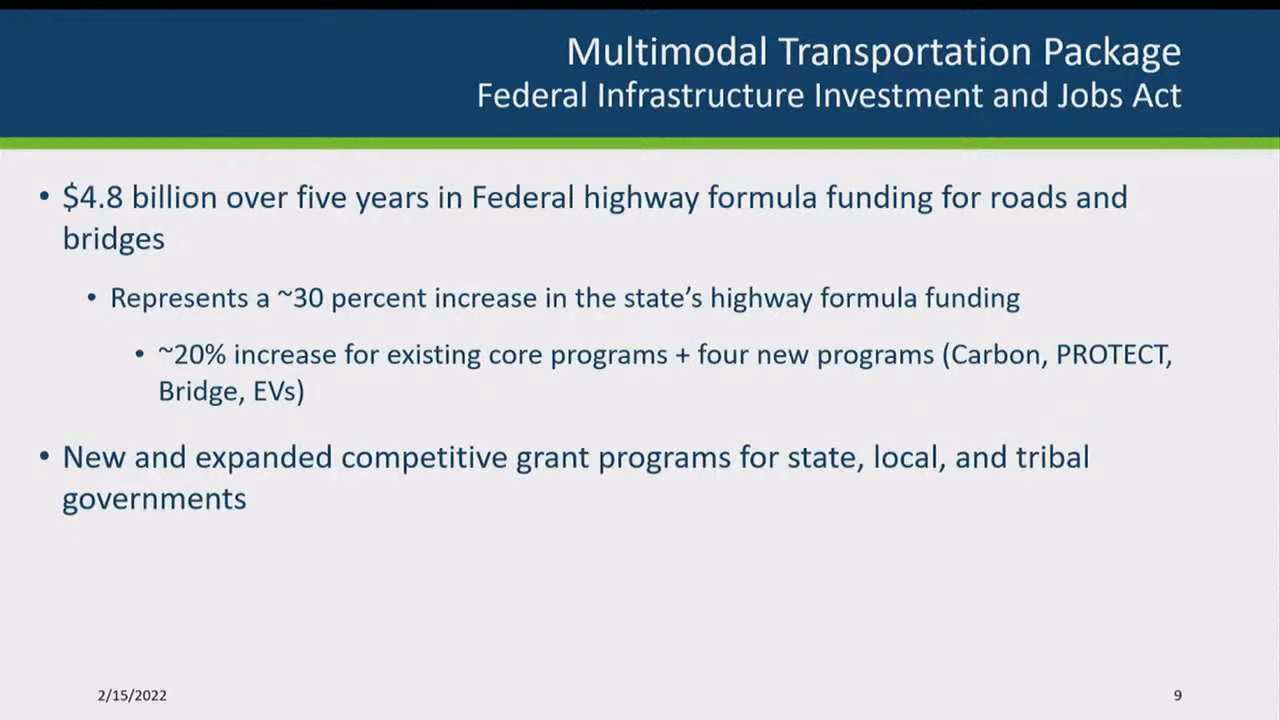 Multimodal Transportation Package
Federal Infrastructure Investment and Jobs Act
• $4.8 billion over five years in Federal highway formula funding for roads and
bridges
• Represents a ~30 percent increase in the state’s highway formula funding
• ~20% increase for existing core programs + four new programs (Carbon, PROTECT,
Bridge, EVs)
• New and expanded competitive grant programs for state, local, and tribal
governments
2/15/2022
9